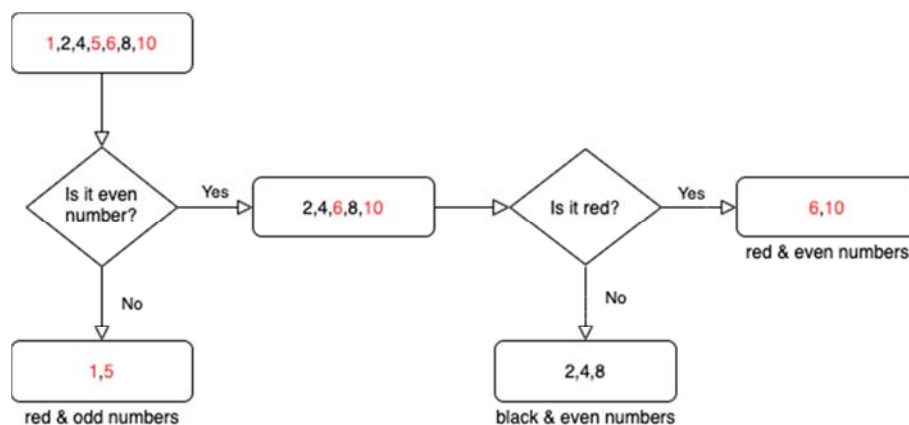 1,2,4,5,6,8,10
Is it even
number?
Yes
2,4,6,8,10
Is it red?
Yes
6,10
red & even numbers
No
No
1,5
2,4,8
red & odd numbers
black & even numbers